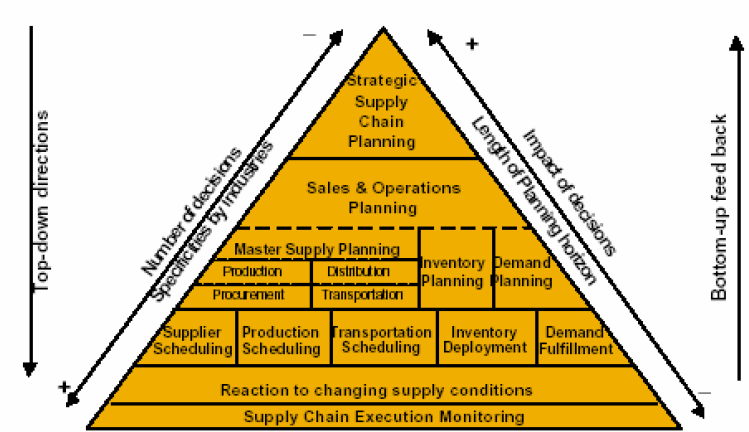 –
+
Strategic
Supply
Chain
Planning
Sales & Operations
Planning
Master Supply Planning
Production
Distribution
Procurement
Transportation
Inventory
Planning
Demand
Planning
Supplier
Scheduling
Production
Scheduling
Transportation
Scheduling
Inventory
Deployment
Demand
Fulfillment
Reaction to changing supply conditions
Supply Chain Execution Monitoring
Top-down directions
Number of decisions
Specificities by industries
Impact of decisions
Length of Planning horizon
Bottom-up feed back
+
–